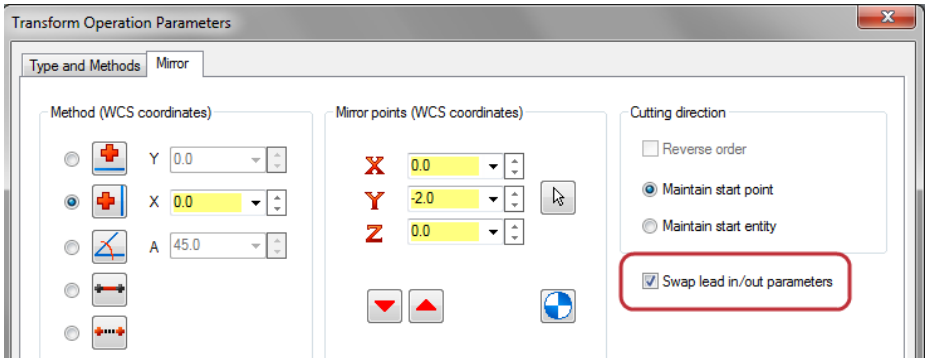 Transform Operation Parameters
Type and Methods
Mirror
Method (WCS coordinates)
Y 0.0
X 0.0
A 45.0
Mirror points (WCS coordinates)
X 0.0
Y -2.0
Z 0.0
Cutting direction
Reverse order
Maintain start point
Maintain start entity
Swap lead in/out parameters